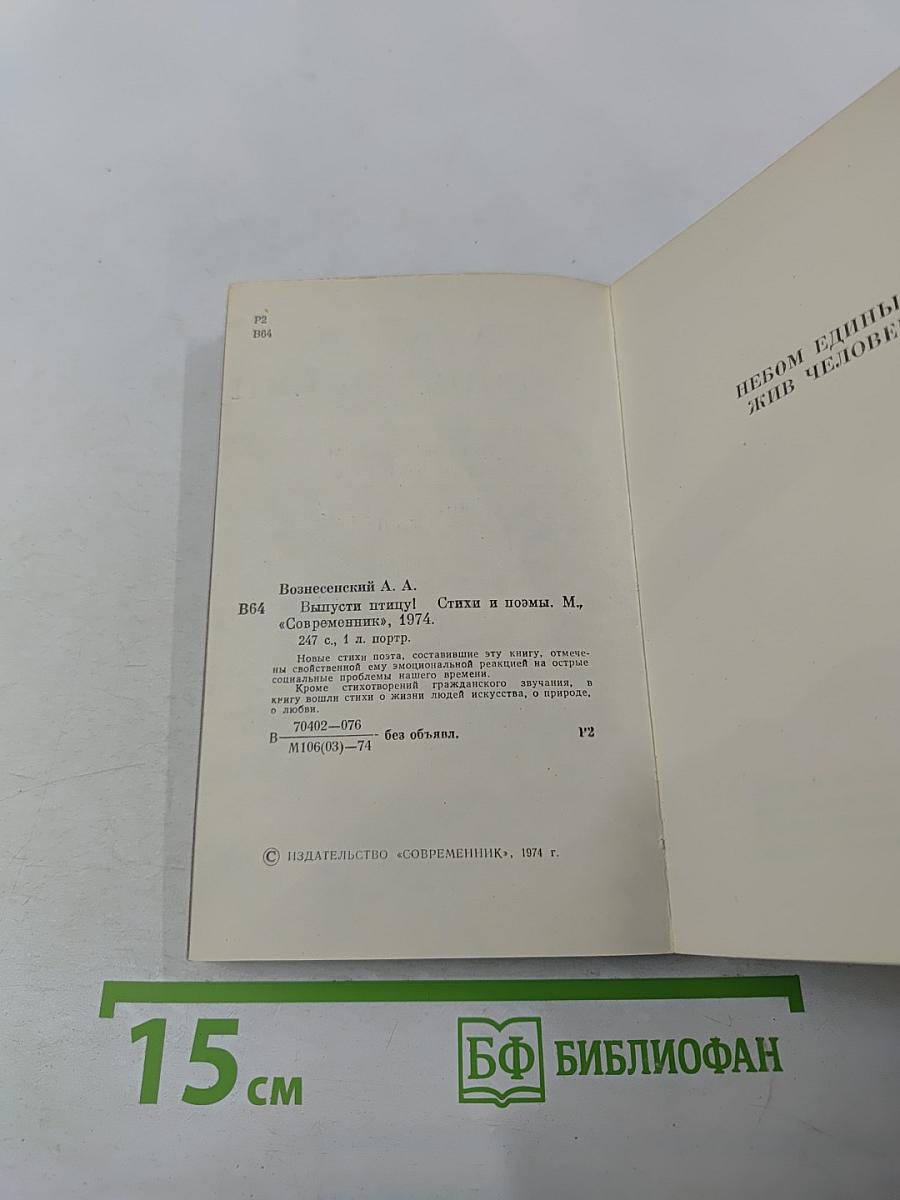 Р2
В64
Вознесенский А. А.
В64 Выпусти птицу! Стихи и поэмы. М.,
«Современник», 1974.
247 с., 1 л. портр.
Новые стихи поэта, составившие эту книгу, отмече-
ны свойственной ему эмоциональной реакцией на острые
социальные проблемы нашего времени.
Кроме стихотворений гражданского звучания, в
книгу вошли стихи о жизни людей искусства, о природе,
о любви.
70402—076
В без объявл. Р2
М106(03)—74
© ИЗДАТЕЛЬСТВО «СОВРЕМЕННИК», 1974 г.
НЕБОМ ЕДИНЫ
ЖИВ ЧЕЛОВЕ
15 см
БФ БИБЛИОФАН